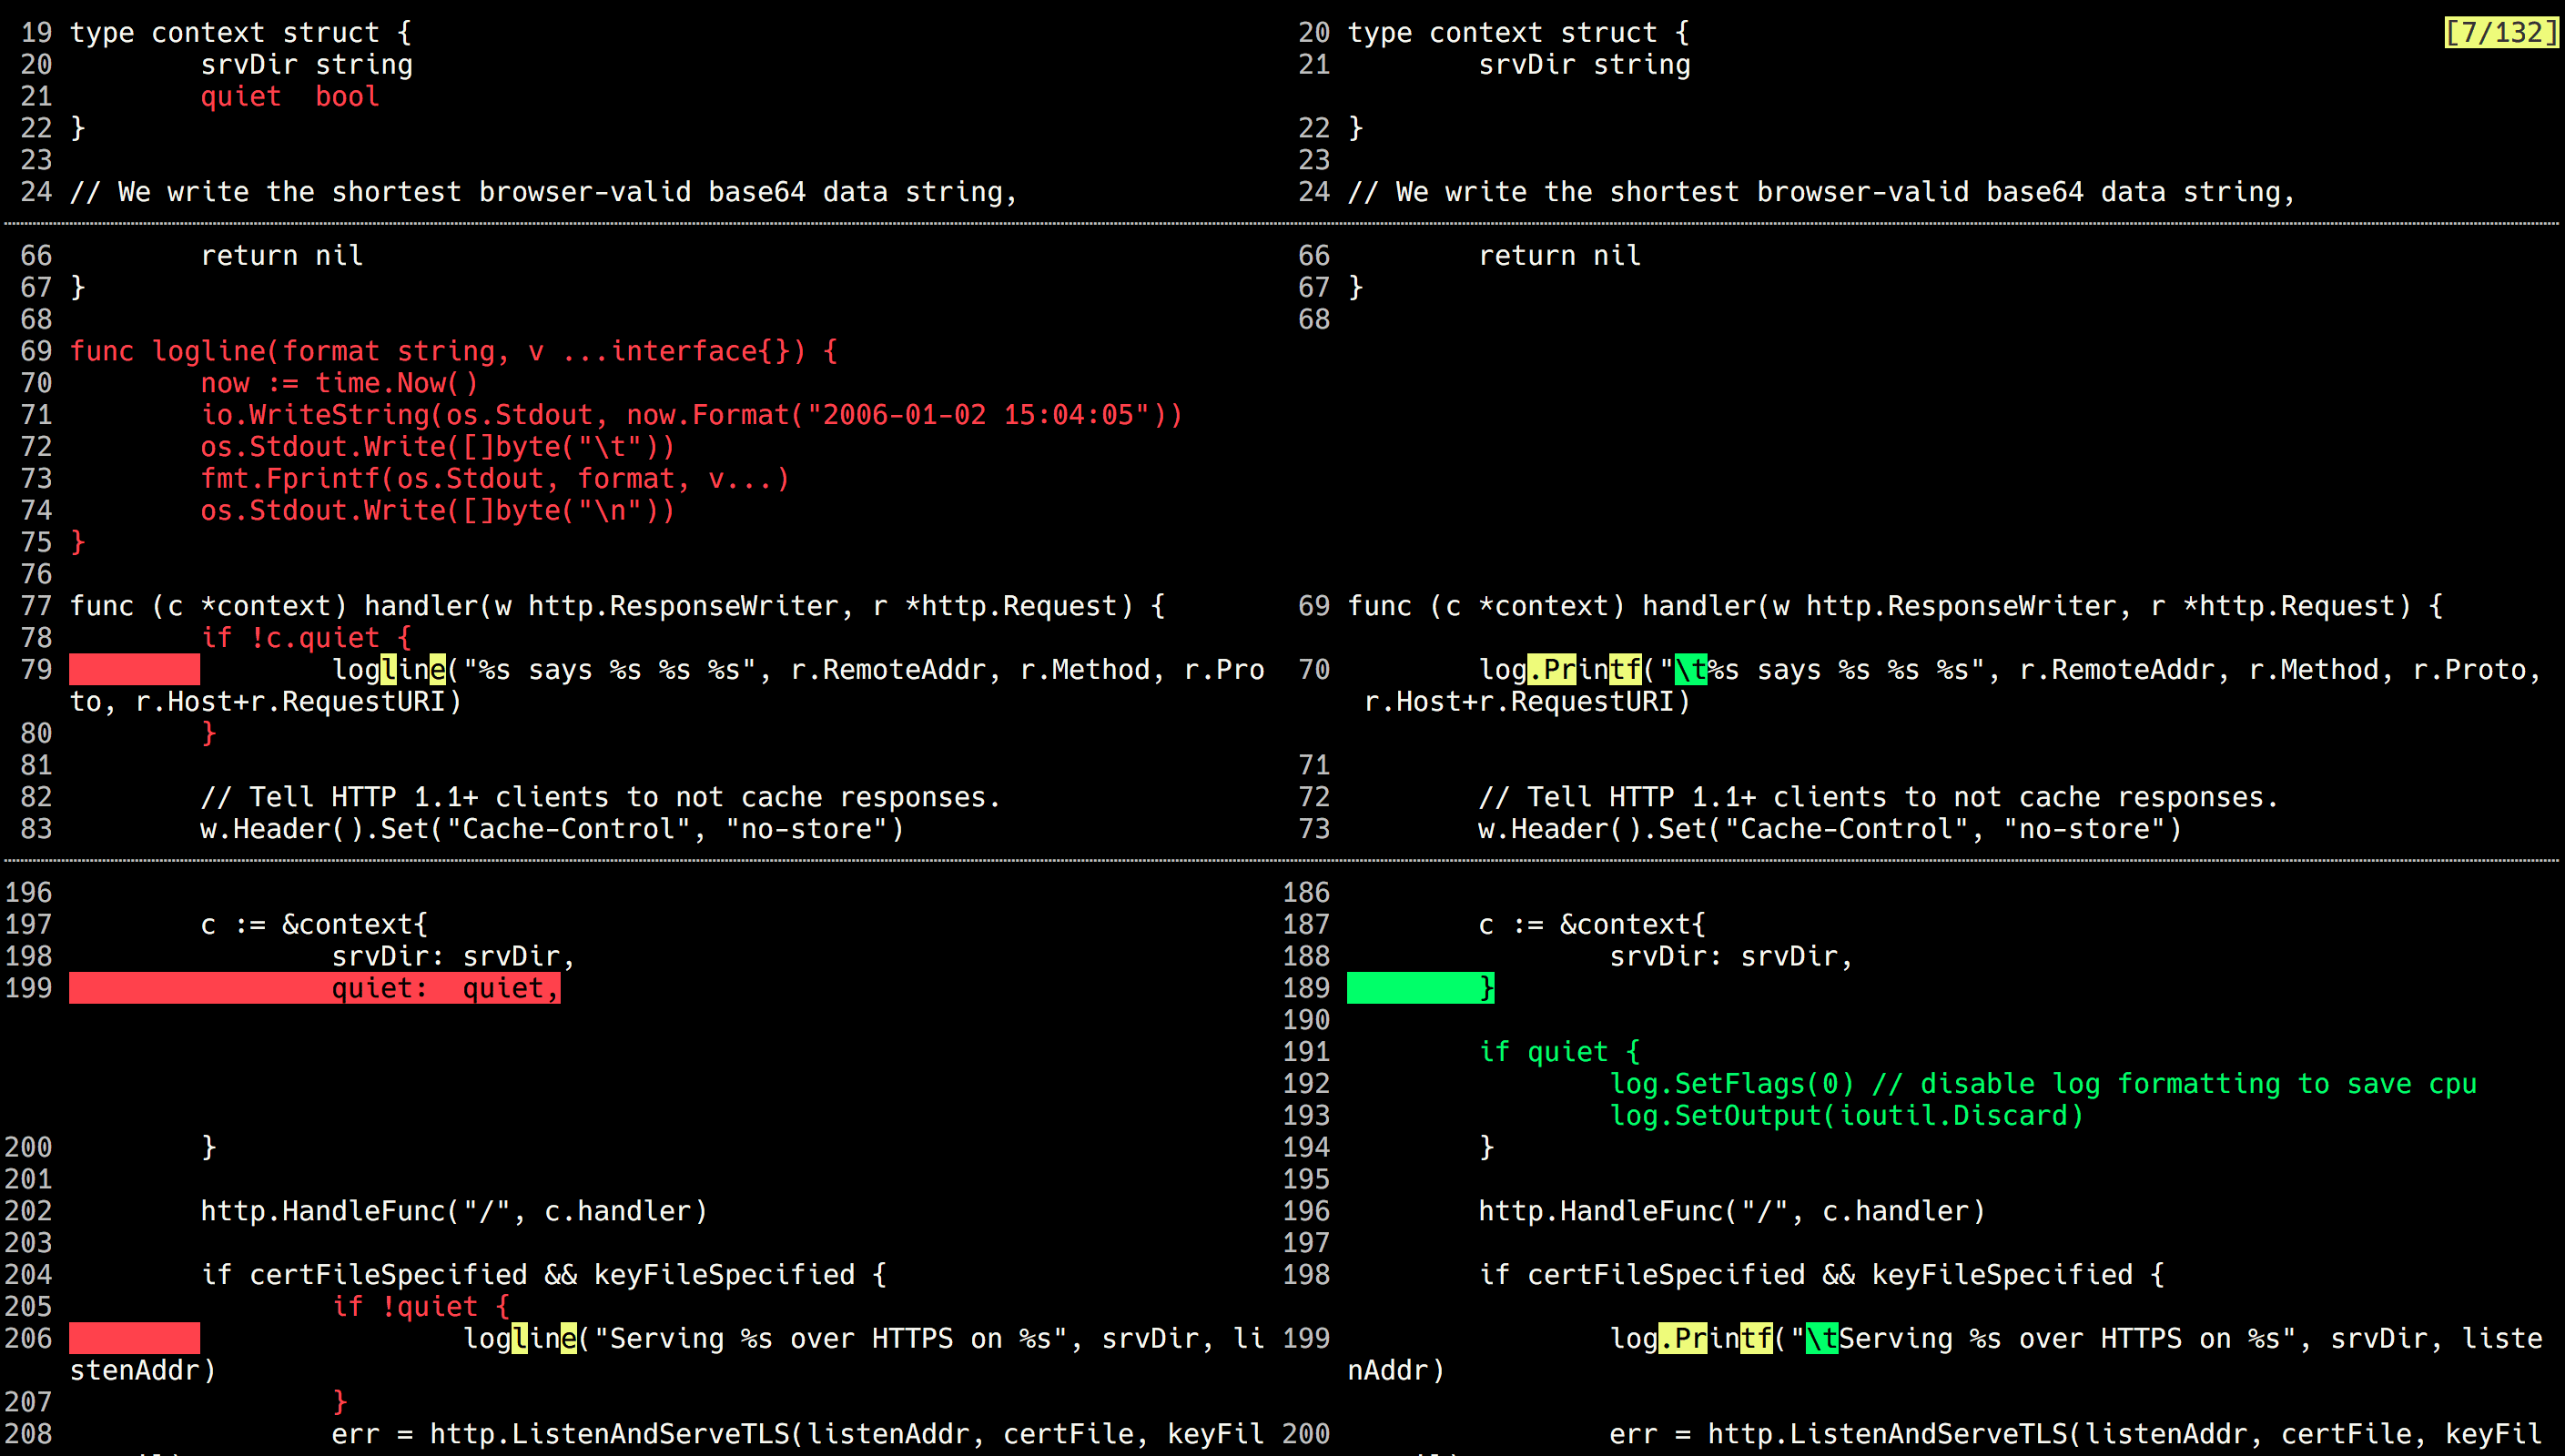 19 type context struct {
20         srvDir string
21         quiet  bool
22 }
23
24 // We write the shortest browser-valid base64 data string,
66         return nil
67 }
68
69 func logline(format string, v ...interface{}) {
70         now := time.Now()
71         io.WriteString(os.Stdout, now.Format("2006-01-02 15:04:05"))
72         os.Stdout.Write([]byte("\t"))
73         fmt.Fprintf(os.Stdout, format, v...)
74         os.Stdout.Write([]byte("\n"))
75 }
76
77 func (c *context) handler(w http.ResponseWriter, r *http.Request) {
78         if !c.quiet {
79                 logline("%s says %s %s %s", r.RemoteAddr, r.Method, r.Pro
to, r.Host+r.RequestURI)
80         }
81
82         // Tell HTTP 1.1+ clients to not cache responses.
83         w.Header().Set("Cache-Control", "no-store")
196
197         c := &context{
198                 srvDir: srvDir,
199                 quiet:  quiet,
200         }
201
202         http.HandleFunc("/", c.handler)
203
204         if certFileSpecified && keyFileSpecified {
205                 if !quiet {
206                         logline("Serving %s over HTTPS on %s", srvDir, li
stenAddr)
207                 }
208                 err = http.ListenAndServeTLS(listenAddr, certFile, keyFil
20 type context struct {
[7/132]
21         srvDir string
22 }
23
24 // We write the shortest browser-valid base64 data string,
66         return nil
67 }
68
69 func (c *context) handler(w http.ResponseWriter, r *http.Request) {
70         log.Printf("\t%s says %s %s %s", r.RemoteAddr, r.Method, r.Proto,
 r.Host+r.RequestURI)
71
72         // Tell HTTP 1.1+ clients to not cache responses.
73         w.Header().Set("Cache-Control", "no-store")
186
187         c := &context{
188                 srvDir: srvDir,
189         }
190
191         if quiet {
192                 log.SetFlags(0) // disable log formatting to save cpu
193                 log.SetOutput(ioutil.Discard)
194         }
195
196         http.HandleFunc("/", c.handler)
197
198         if certFileSpecified && keyFileSpecified {
199                 log.Printf("\tServing %s over HTTPS on %s", srvDir, liste
nAddr)
200                 err = http.ListenAndServeTLS(listenAddr, certFile, keyFil